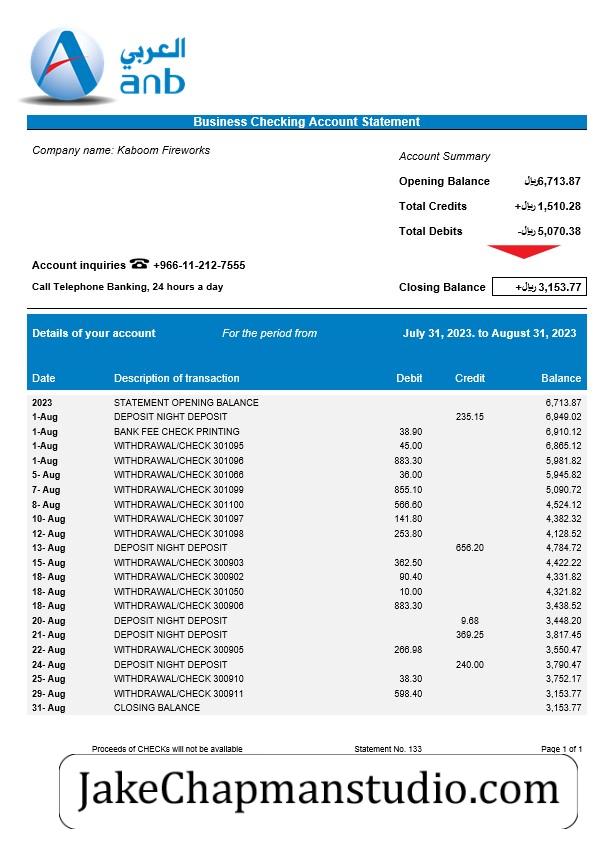 العربي
anb
Business Checking Account Statement
Company name: Kaboom Fireworks
Account Summary
Opening Balance ﷼6,713.87
Total Credits +﷼ 1,510.28
Total Debits -﷼ 5,070.38
Account inquiries ☎ +966-11-212-7555
Call Telephone Banking, 24 hours a day
Closing Balance +﷼ 3,153.77
Details of your account For the period from July 31, 2023. to August 31, 2023
Date Description of transaction Debit Credit Balance
2023 STATEMENT OPENING BALANCE 6,713.87
1-Aug DEPOSIT NIGHT DEPOSIT 235.15 6,949.02
1-Aug BANK FEE CHECK PRINTING 38.90 6,910.12
1-Aug WITHDRAWAL/CHECK 301095 45.00 6,865.12
1-Aug WITHDRAWAL/CHECK 301096 883.30 5,981.82
5- Aug WITHDRAWAL/CHECK 301066 36.00 5,945.82
7- Aug WITHDRAWAL/CHECK 301099 855.10 5,090.72
8- Aug WITHDRAWAL/CHECK 301100 566.60 4,524.12
10- Aug WITHDRAWAL/CHECK 301097 141.80 4,382.32
12- Aug WITHDRAWAL/CHECK 301098 253.80 4,128.52
13- Aug DEPOSIT NIGHT DEPOSIT 656.20 4,784.72
15- Aug WITHDRAWAL/CHECK 300903 362.50 4,422.22
18- Aug WITHDRAWAL/CHECK 300902 90.40 4,331.82
18- Aug WITHDRAWAL/CHECK 301050 10.00 4,321.82
18- Aug WITHDRAWAL/CHECK 300906 883.30 3,438.52
20- Aug DEPOSIT NIGHT DEPOSIT 9.68 3,448.20
21- Aug DEPOSIT NIGHT DEPOSIT 369.25 3,817.45
22- Aug WITHDRAWAL/CHECK 300905 266.98 3,550.47
24- Aug DEPOSIT NIGHT DEPOSIT 240.00 3,790.47
25- Aug WITHDRAWAL/CHECK 300910 38.30 3,752.17
29- Aug WITHDRAWAL/CHECK 300911 598.40 3,153.77
31- Aug CLOSING BALANCE 3,153.77
Proceeds of CHECKs will not be available Statement No. 133 Page 1 of 1
JakeChapmanstudio.com